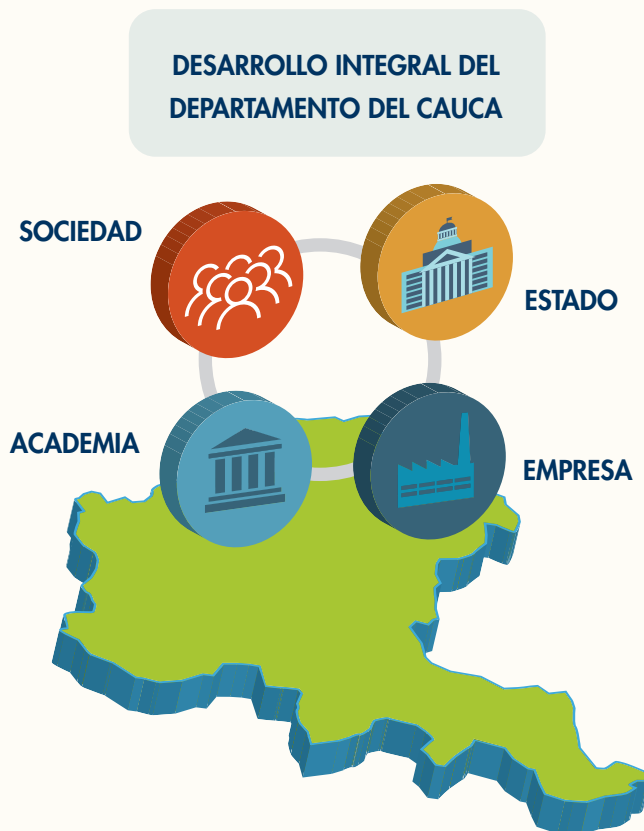 DESARROLLO INTEGRAL DEL
DEPARTAMENTO DEL CAUCA
SOCIEDAD
ESTADO
ACADEMIA
EMPRESA